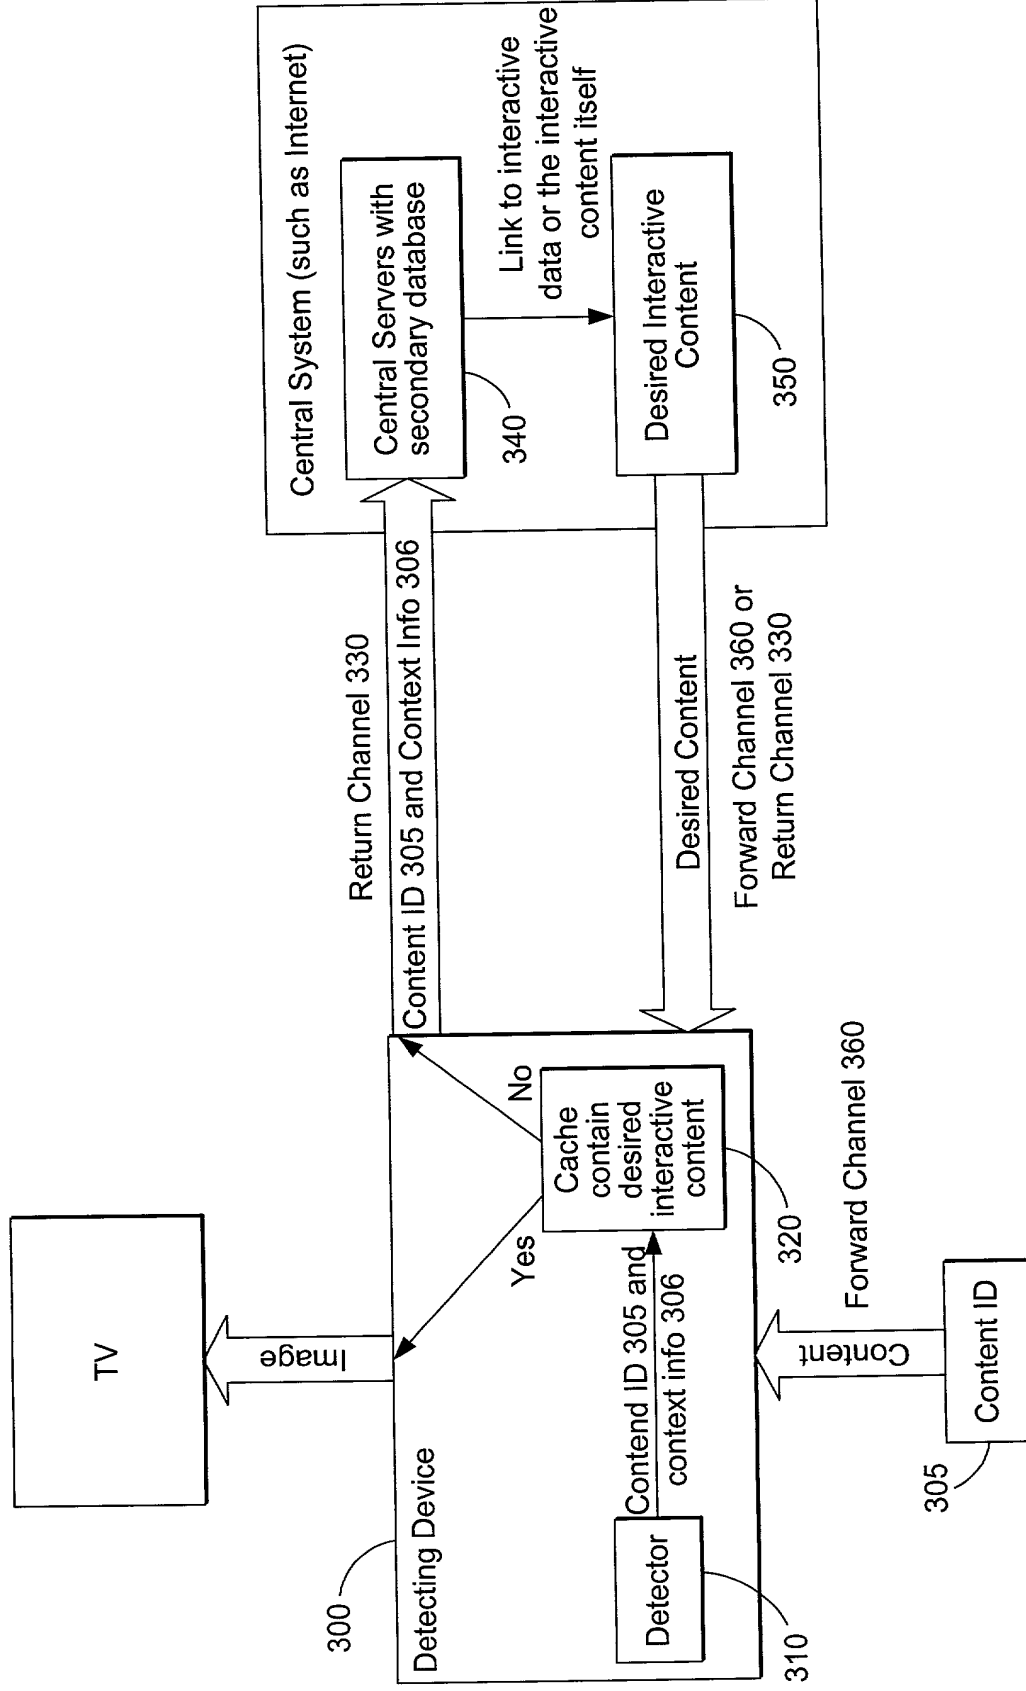 TV
Image
300
Detecting Device
Detector
310
Contend ID 305 and
context info 306
Yes
No
Cache
contain
desired
interactive
content
320
Content
Forward Channel 360
305
Content ID
Return Channel 330
Content ID 305 and Context Info 306
Desired Content
Forward Channel 360 or
Return Channel 330
Central System (such as Internet)
Central Servers with
secondary database
340
Link to interactive
data or the interactive
content itself
Desired Interactive
Content
350